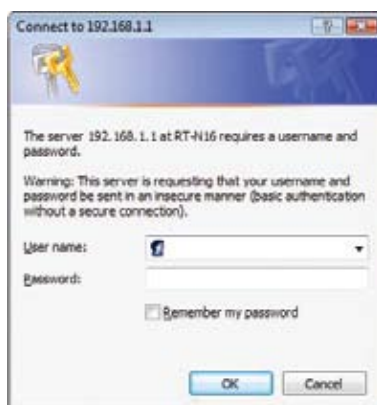 Connect to 192.168.1.1
The server 192.168.1.1 at RT-N16 requires a username and
password.
Warning: This server is requesting that your username and
password be sent in an insecure manner (basic authentication
without a secure connection).
User name:
Password:
Remember my password
OK
Cancel